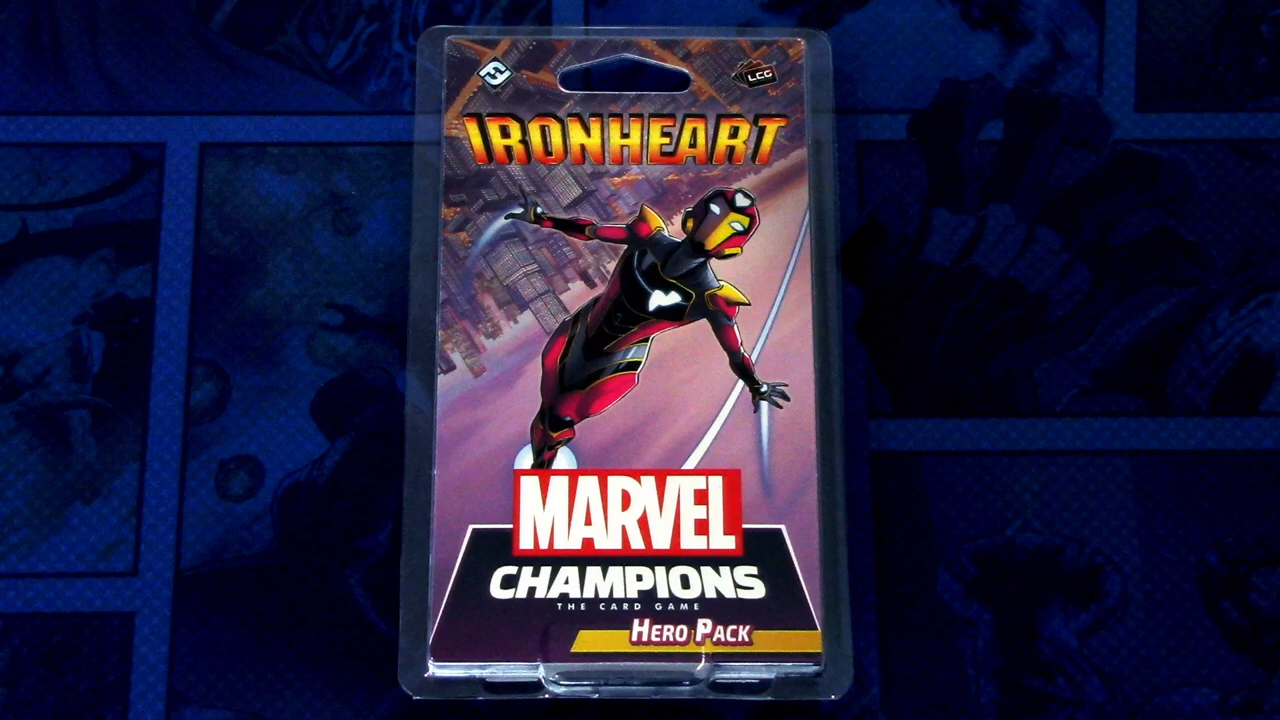 LCG
IRONHEART
MARVEL
CHAMPIONS
THE CARD GAME
HERO PACK